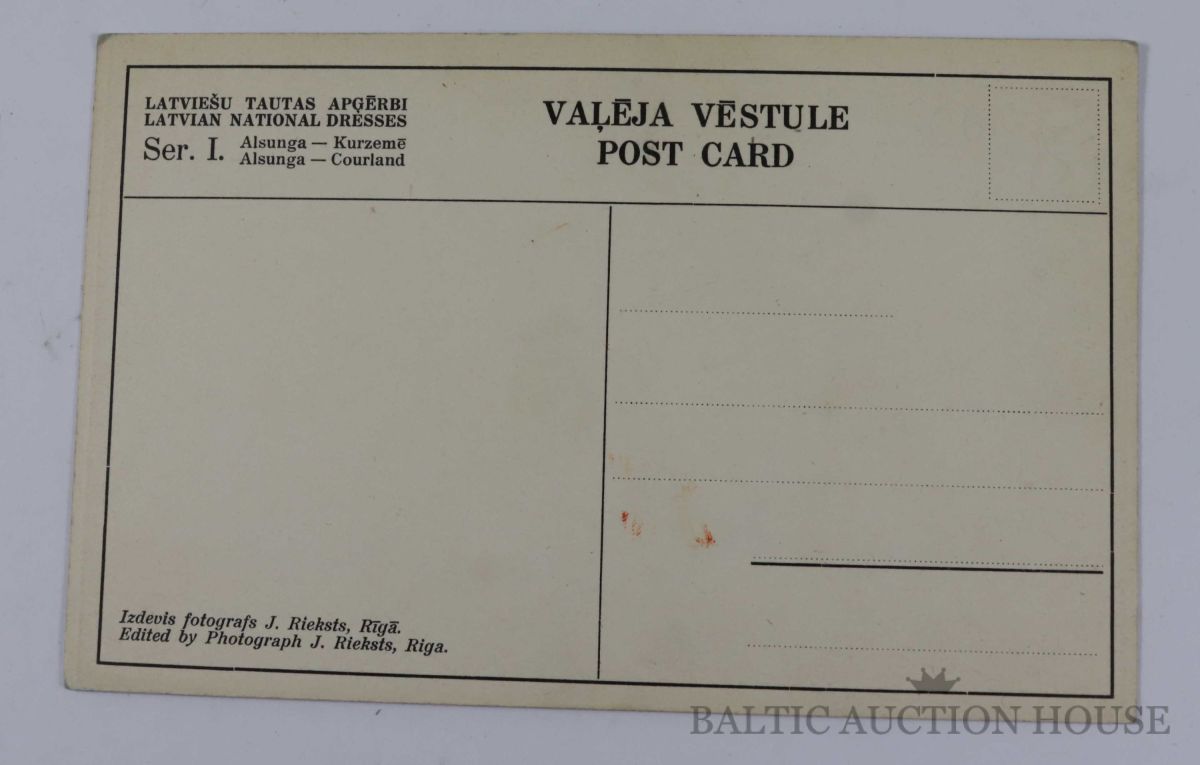 LATVIEŠU TAUTAS APĢĒRBI
LATVIAN NATIONAL DRESSES
Ser. I.
Alsunga — Kurzemē
Alsunga — Courland
VAĻĒJA VĒSTULE
POST CARD
Izdevis fotografs J. Rieksts, Rīgā.
Edited by Photograph J. Rieksts, Riga.
BALTIC AUCTION HOUSE